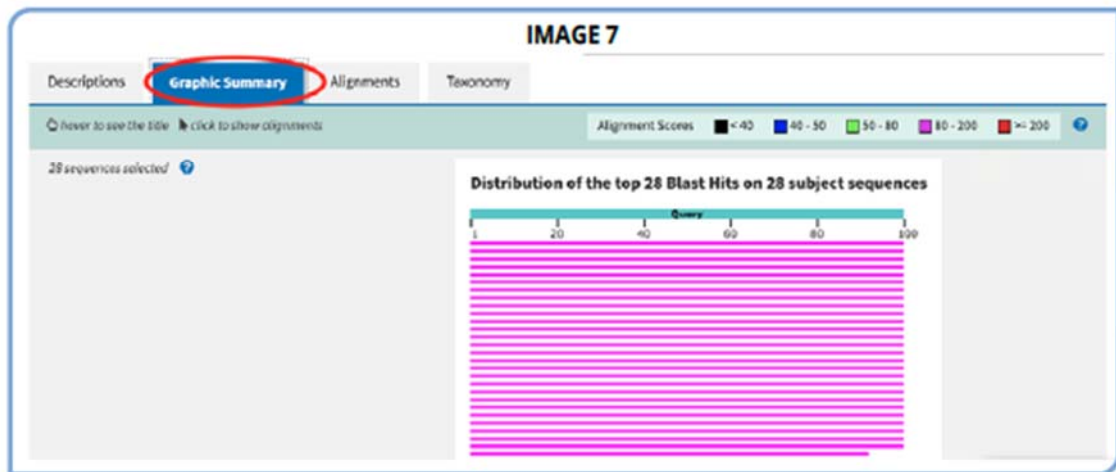 IMAGE 7
Descriptions Graphic Summary Alignments Taxonomy
hover to see the title click to show alignments Alignment Scores < 40 40 - 50 50 - 80 80 - 200 >= 200 ?
28 sequences selected ?
Distribution of the top 28 Blast Hits on 28 subject sequences
Query
1 20 40 60 80 100